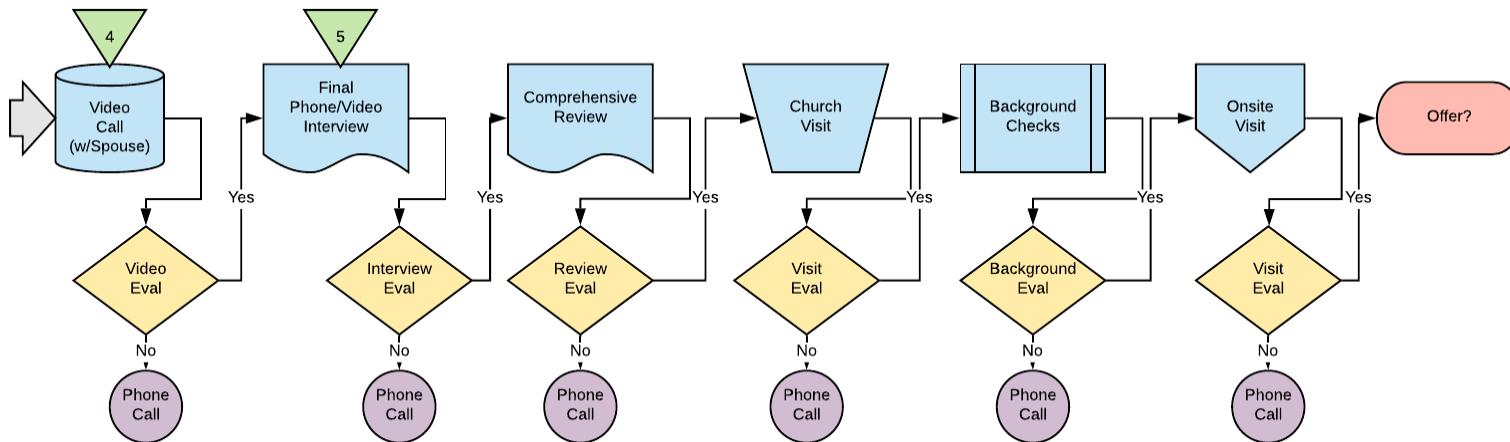 4
5
Video
Call
(w/Spouse)
Final
Phone/Video
Interview
Comprehensive
Review
Church
Visit
Background
Checks
Onsite
Visit
Offer?
Yes
Yes
Yes
Yes
Yes
Yes
Video
Eval
Interview
Eval
Review
Eval
Visit
Eval
Background
Eval
Visit
Eval
No
No
No
No
No
No
Phone
Call
Phone
Call
Phone
Call
Phone
Call
Phone
Call
Phone
Call